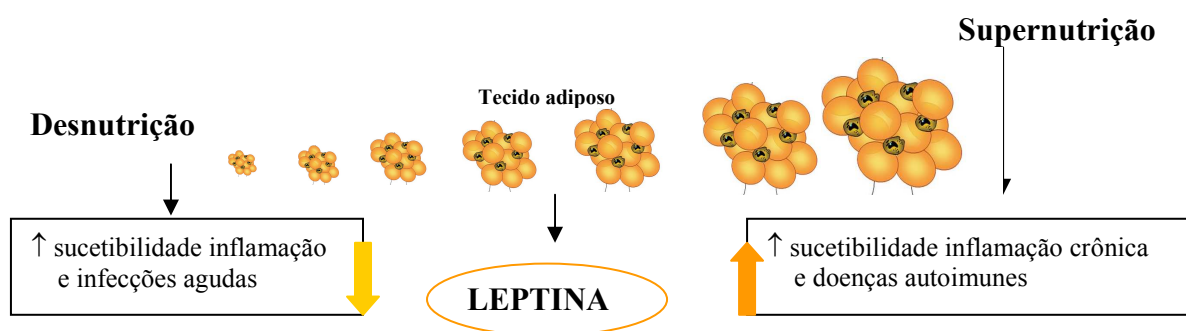 Supernutrição
Tecido adiposo
Desnutrição
↑ sucetibilidade inflamação
e infecções agudas
LEPTINA
↑ sucetibilidade inflamação crônica
e doenças autoimunes